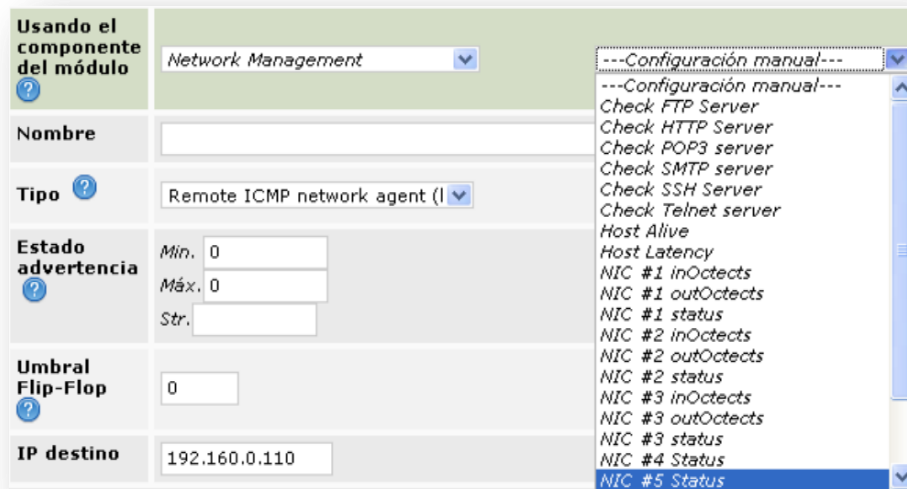 Usando el
componente
del módulo
Network Management
---Configuración manual---
---Configuración manual---
Check FTP Server
Check HTTP Server
Check POP3 server
Check SMTP server
Check SSH Server
Check Telnet server
Host Alive
Host Latency
NIC #1 inOctects
NIC #1 outOctects
NIC #1 status
NIC #2 inOctects
NIC #2 outOctects
NIC #2 status
NIC #3 inOctects
NIC #3 outOctects
NIC #3 status
NIC #4 Status
NIC #5 Status
Nombre
Tipo
Remote ICMP network agent (
Estado
advertencia
Min. 0
Máx. 0
Str.
Umbral
Flip-Flop
0
IP destino
192.160.0.110